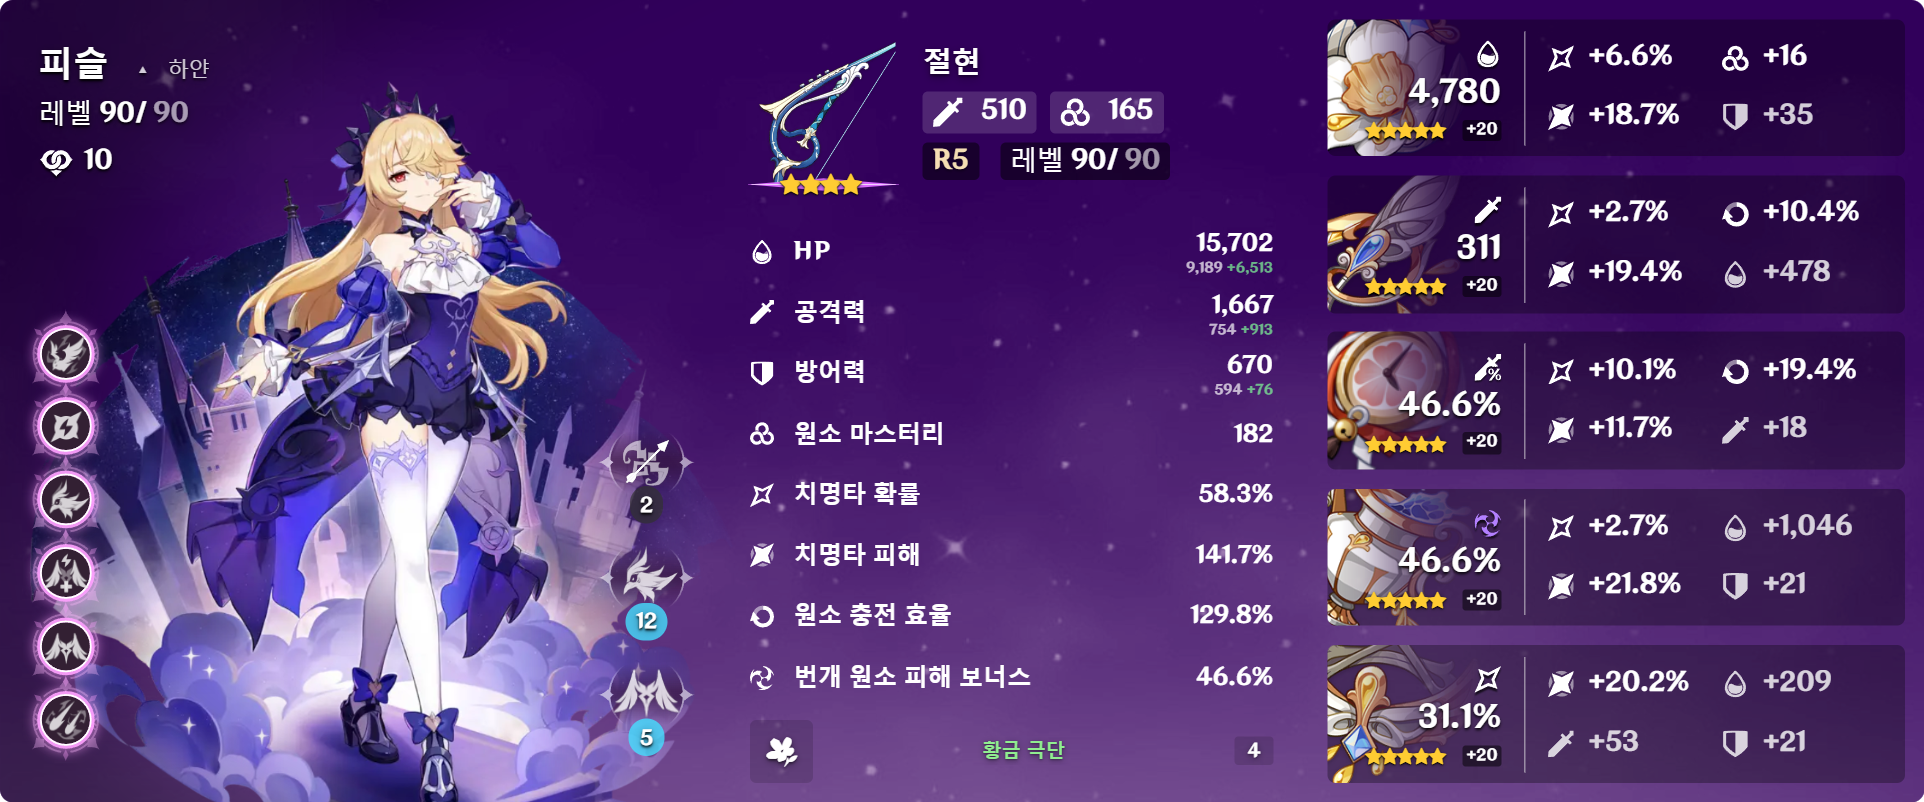 피슬 ▲ 하얀
레벨 90/ 90
10
2
12
5
절현
510 165
R5 레벨 90/ 90
HP 15,702
9,189 +6,513
공격력 1,667
754 +913
방어력 670
594 +76
원소 마스터리 182
치명타 확률 58.3%
치명타 피해 141.7%
원소 충전 효율 129.8%
번개 원소 피해 보너스 46.6%
황금 극단 4
4,780
+20
+6.6% +16
+18.7% +35
311
+20
+2.7% +10.4%
+19.4% +478
%
46.6%
+20
+10.1% +19.4%
+11.7% +18
46.6%
+20
+2.7% +1,046
+21.8% +21
31.1%
+20
+20.2% +209
+53 +21